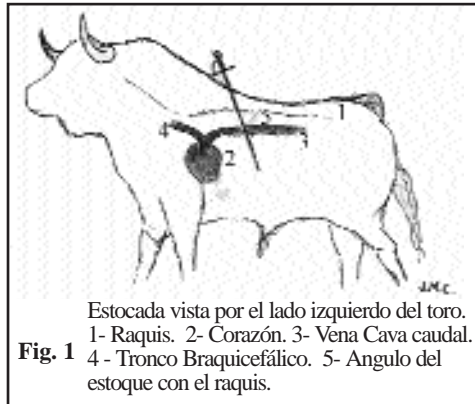 1
2
3
4
5
J.M.C.
Estocada vista por el lado izquierdo del toro.
1- Raquis. 2- Corazón. 3- Vena Cava caudal.
Fig. 1 4 - Tronco Braquicefálico. 5- Angulo del
estoque con el raquis.